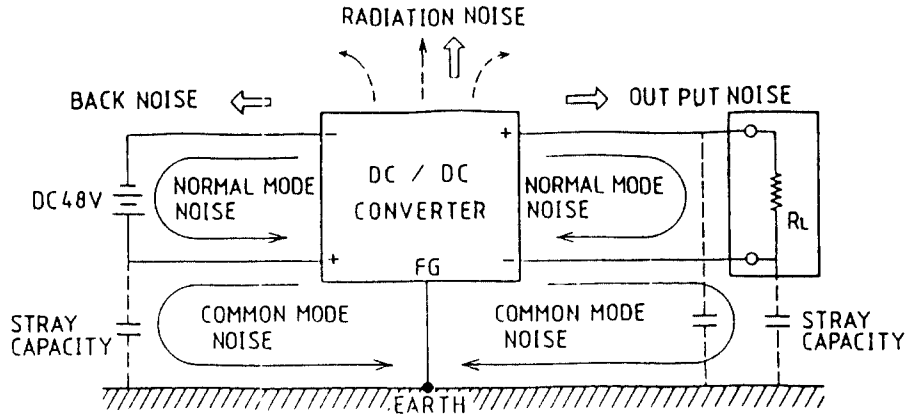 RADIATION NOISE
BACK NOISE
OUT PUT NOISE
−
+
DC / DC
CONVERTER
NORMAL MODE
NOISE
NORMAL MODE
NOISE
DC48V
RL
+
FG
−
STRAY
CAPACITY
COMMON MODE
NOISE
COMMON MODE
NOISE
STRAY
CAPACITY
EARTH